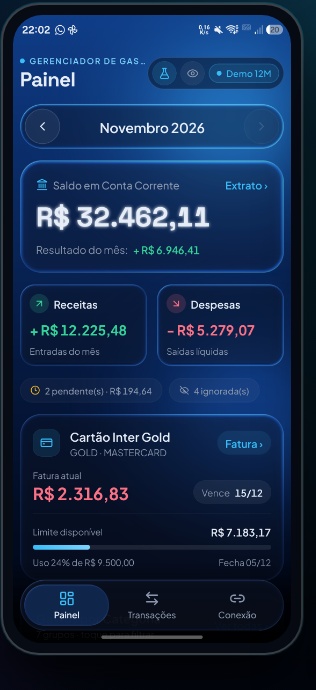 22:02 0,16 K/s 20
GERENCIADOR DE GAS...
Painel
Demo 12M
Novembro 2026
Saldo em Conta Corrente Extrato ›
R$ 32.462,11
Resultado do mês: + R$ 6.946,41
Receitas Despesas
+ R$ 12.225,48 − R$ 5.279,07
Entradas do mês Saídas líquidas
2 pendente(s) · R$ 194,64 4 ignorada(s)
Cartão Inter Gold Fatura ›
GOLD · MASTERCARD
Fatura atual
R$ 2.316,83 Vence 15/12
Limite disponível R$ 7.183,17
Uso 24% de R$ 9.500,00 Fecha 05/12
Painel Transações Conexão